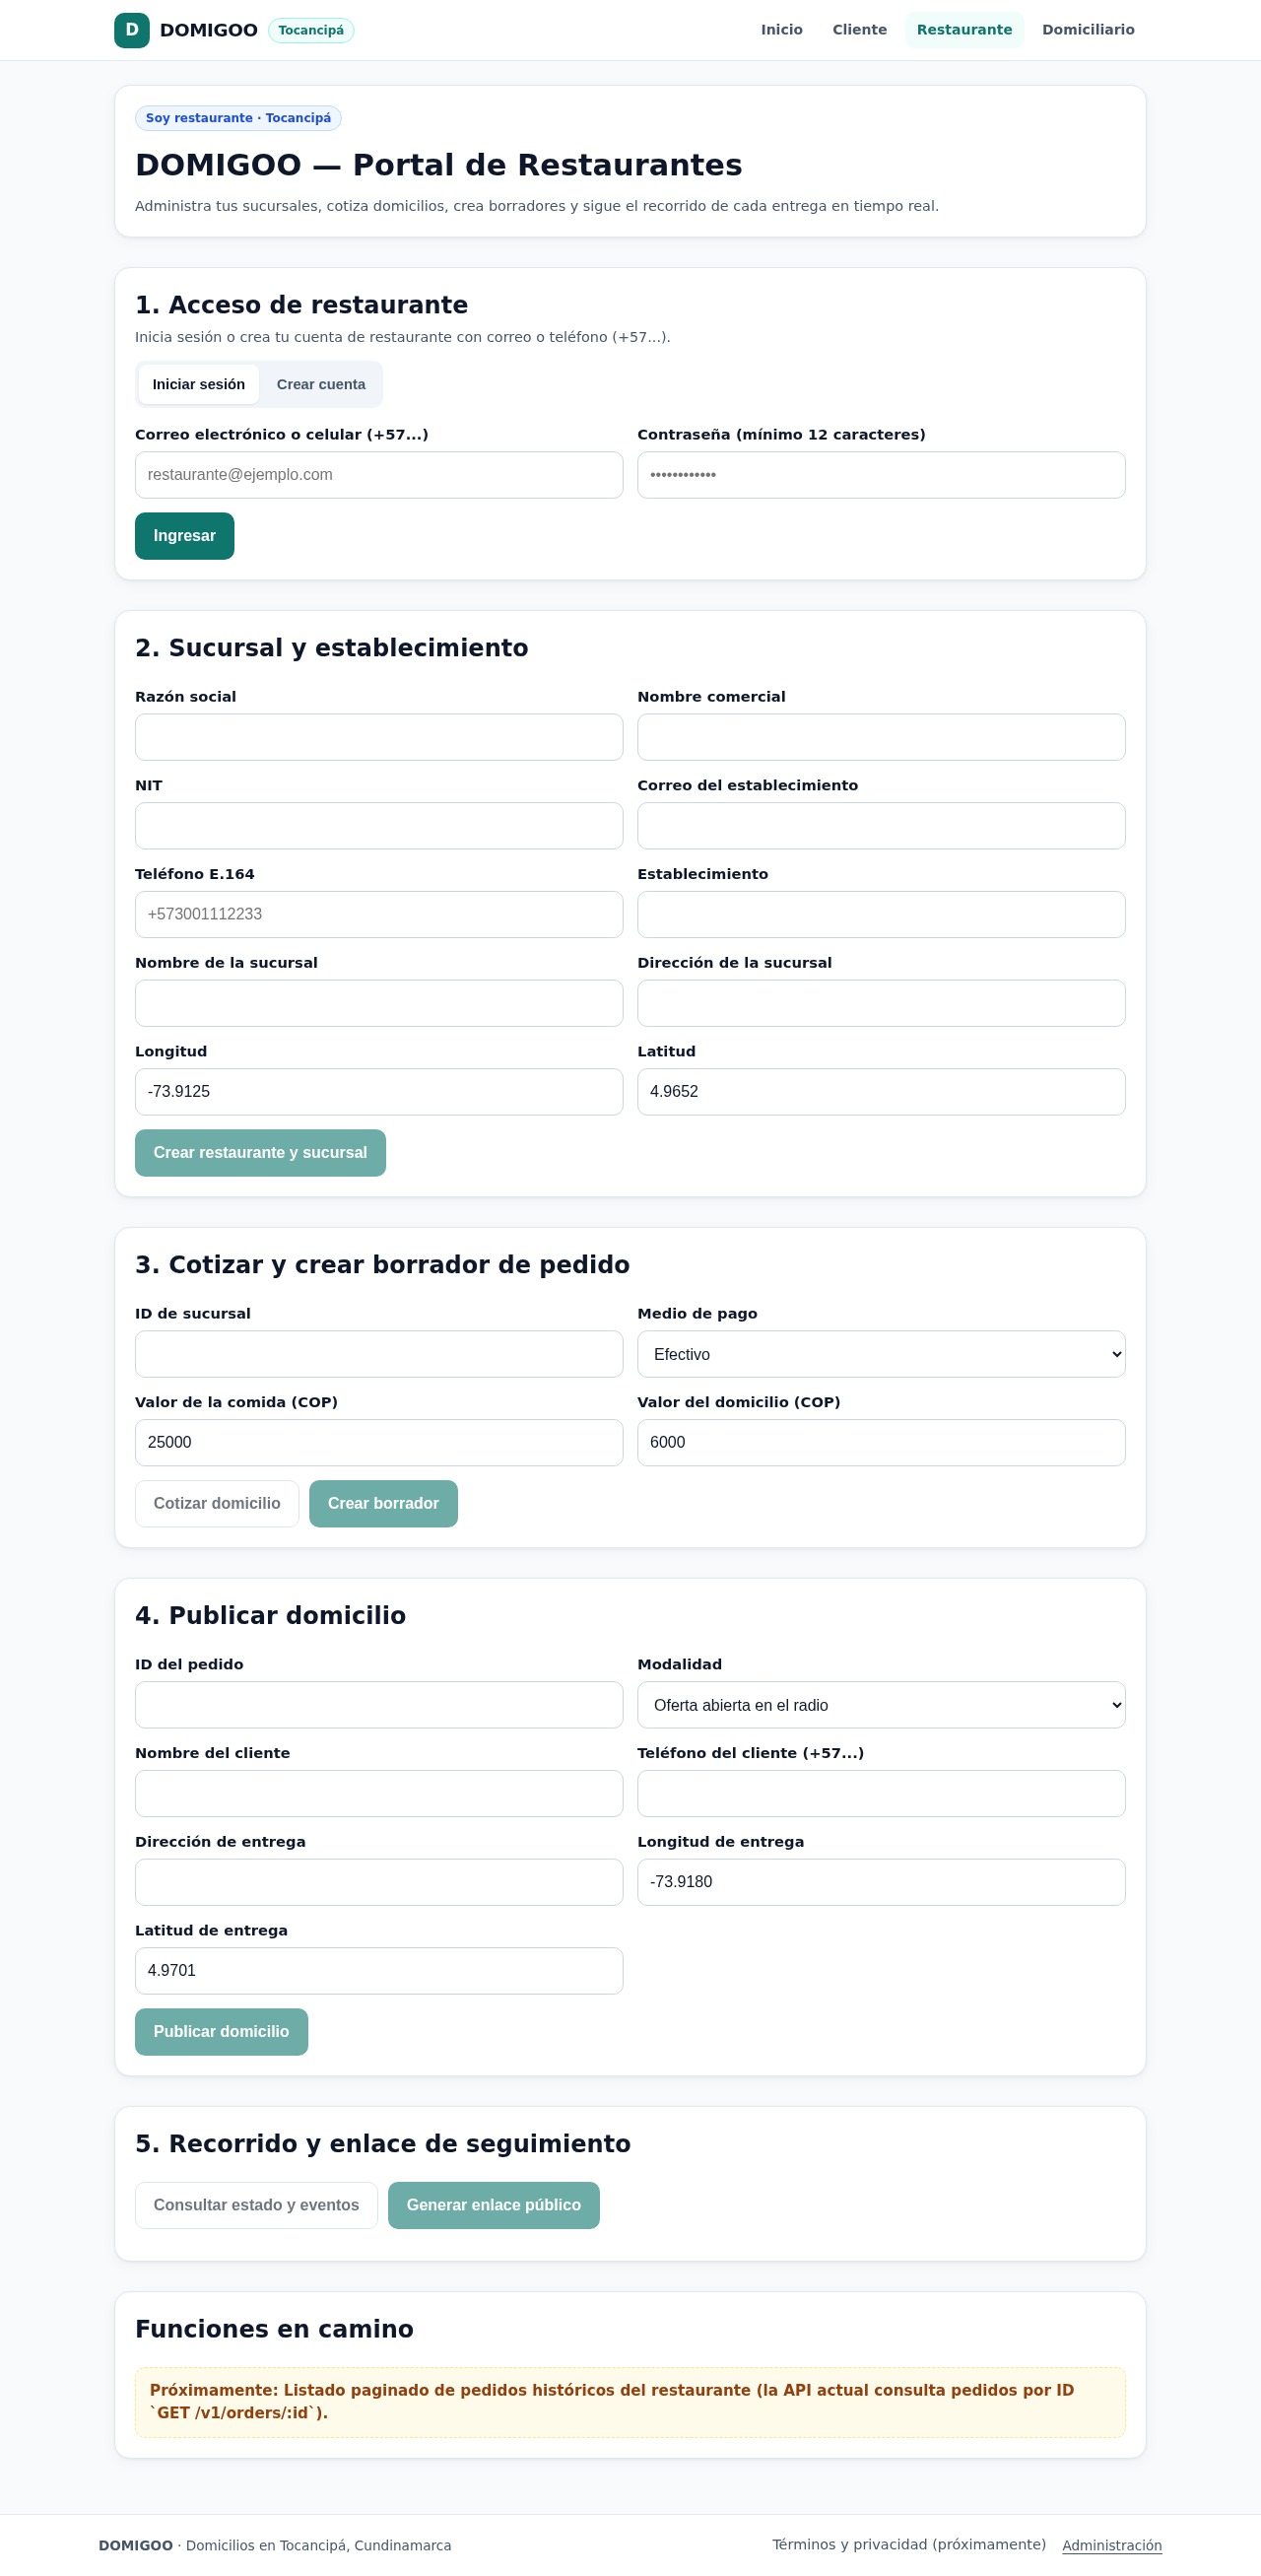 D DOMIGOO Tocancipá Inicio Cliente Restaurante Domiciliario
Soy restaurante · Tocancipá
DOMIGOO — Portal de Restaurantes
Administra tus sucursales, cotiza domicilios, crea borradores y sigue el recorrido de cada entrega en tiempo real.
1. Acceso de restaurante
Inicia sesión o crea tu cuenta de restaurante con correo o teléfono (+57...).
Iniciar sesión Crear cuenta
Correo electrónico o celular (+57...) Contraseña (mínimo 12 caracteres)
restaurante@ejemplo.com ••••••••••••
Ingresar
2. Sucursal y establecimiento
Razón social Nombre comercial
NIT Correo del establecimiento
Teléfono E.164 Establecimiento
+573001112233
Nombre de la sucursal Dirección de la sucursal
Longitud Latitud
-73.9125 4.9652
Crear restaurante y sucursal
3. Cotizar y crear borrador de pedido
ID de sucursal Medio de pago
Efectivo
Valor de la comida (COP) Valor del domicilio (COP)
25000 6000
Cotizar domicilio Crear borrador
4. Publicar domicilio
ID del pedido Modalidad
Oferta abierta en el radio
Nombre del cliente Teléfono del cliente (+57...)
Dirección de entrega Longitud de entrega
-73.9180
Latitud de entrega
4.9701
Publicar domicilio
5. Recorrido y enlace de seguimiento
Consultar estado y eventos Generar enlace público
Funciones en camino
Próximamente: Listado paginado de pedidos históricos del restaurante (la API actual consulta pedidos por ID
`GET /v1/orders/:id`).
DOMIGOO · Domicilios en Tocancipá, Cundinamarca Términos y privacidad (próximamente) Administración